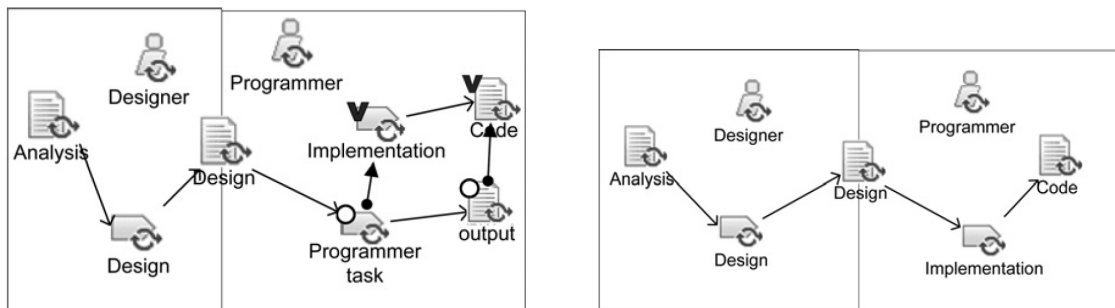 Designer
Programmer
Analysis
Design
Implementation
Code
Design
Programmer
task
output
Designer
Programmer
Analysis
Design
Code
Design
Implementation